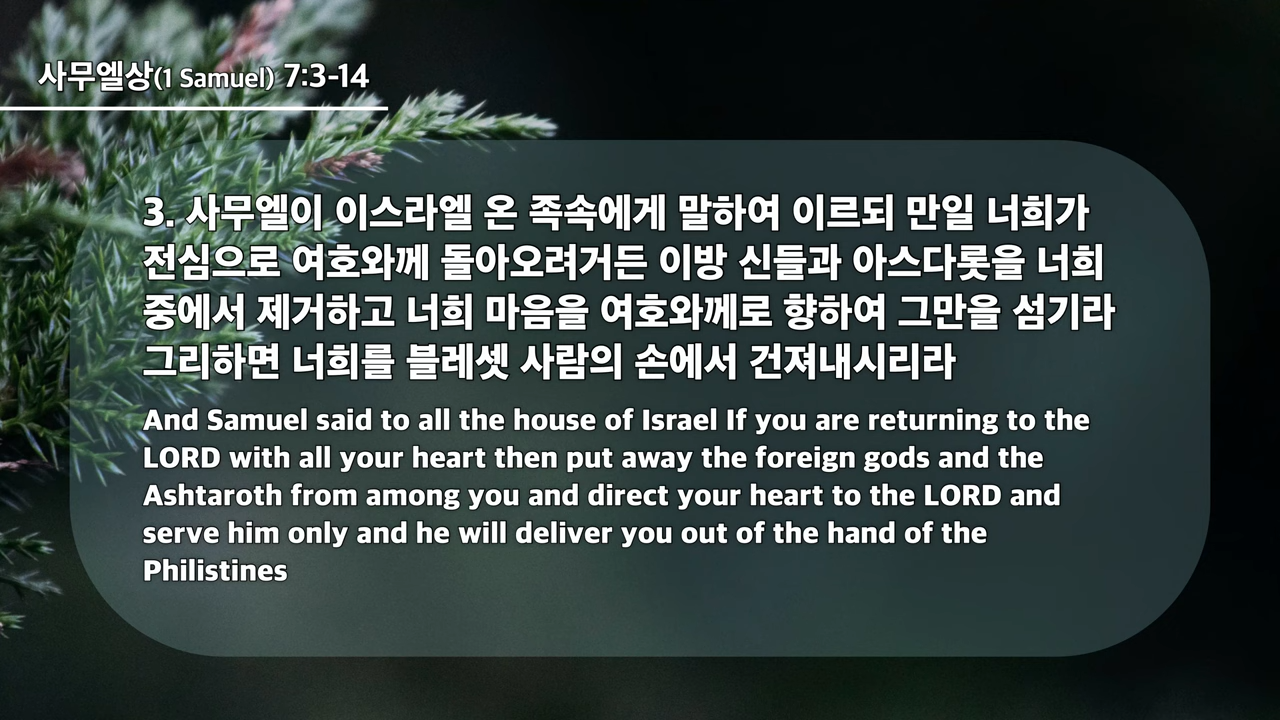 사무엘상(1 Samuel) 7:3-14
3. 사무엘이 이스라엘 온 족속에게 말하여 이르되 만일 너희가
전심으로 여호와께 돌아오려거든 이방 신들과 아스다롯을 너희
중에서 제거하고 너희 마음을 여호와께로 향하여 그만을 섬기라
그리하면 너희를 블레셋 사람의 손에서 건져내시리라
And Samuel said to all the house of Israel If you are returning to the
LORD with all your heart then put away the foreign gods and the
Ashtaroth from among you and direct your heart to the LORD and
serve him only and he will deliver you out of the hand of the
Philistines